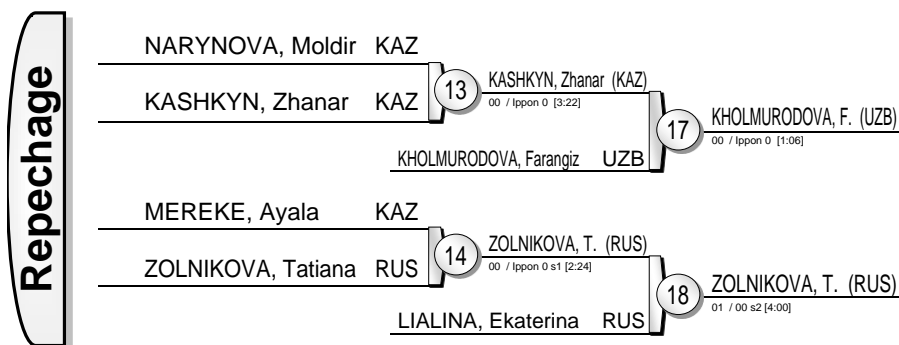 Repechage
NARYNOVA, Moldir KAZ
KASHKYN, Zhanar KAZ
13
KASHKYN, Zhanar (KAZ)
00 / Ippon 0 [3:22]
KHOLMURODOVA, Farangiz UZB
17
KHOLMURODOVA, F. (UZB)
00 / Ippon 0 [1:06]
MEREKE, Ayala KAZ
ZOLNIKOVA, Tatiana RUS
14
ZOLNIKOVA, T. (RUS)
00 / Ippon 0 s1 [2:24]
LIALINA, Ekaterina RUS
18
ZOLNIKOVA, T. (RUS)
01 / 00 s2 [4:00]